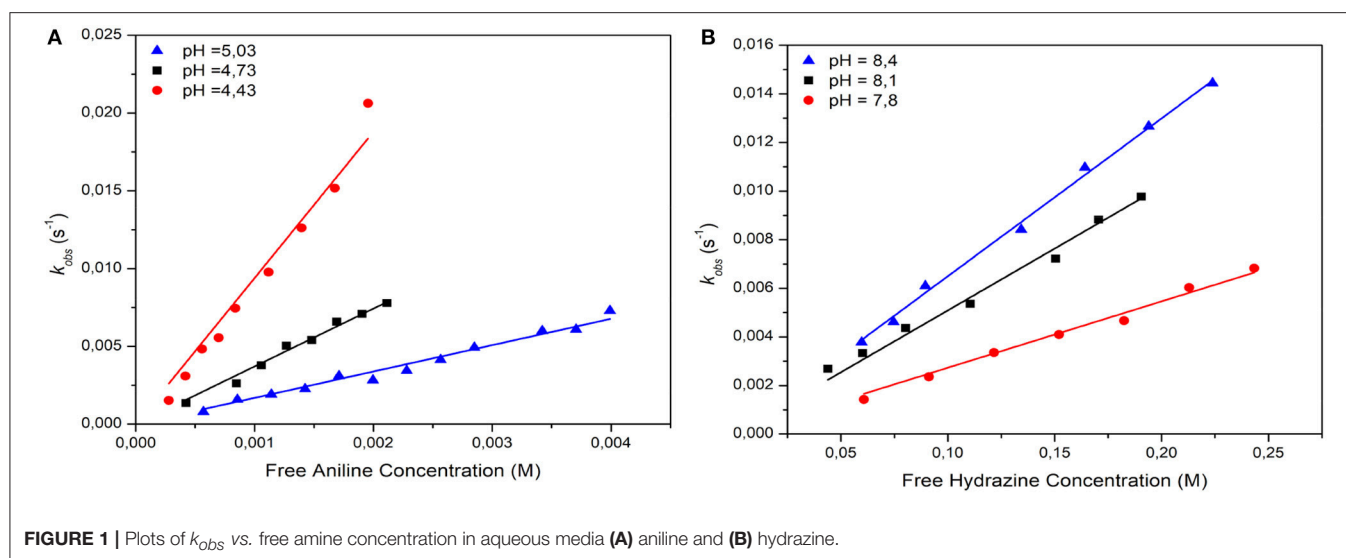 A
pH =5,03
pH =4,73
pH =4,43
0,025
0,020
0,015
0,010
0,005
0,000
k_obs (s⁻¹)
0,000 0,001 0,002 0,003 0,004
Free Aniline Concentration (M)
B
pH = 8,4
pH = 8,1
pH = 7,8
0,016
0,014
0,012
0,010
0,008
0,006
0,004
0,002
0,000
k_obs (s⁻¹)
0,05 0,10 0,15 0,20 0,25
Free Hydrazine Concentration (M)
FIGURE 1 | Plots of k_obs vs. free amine concentration in aqueous media (A) aniline and (B) hydrazine.